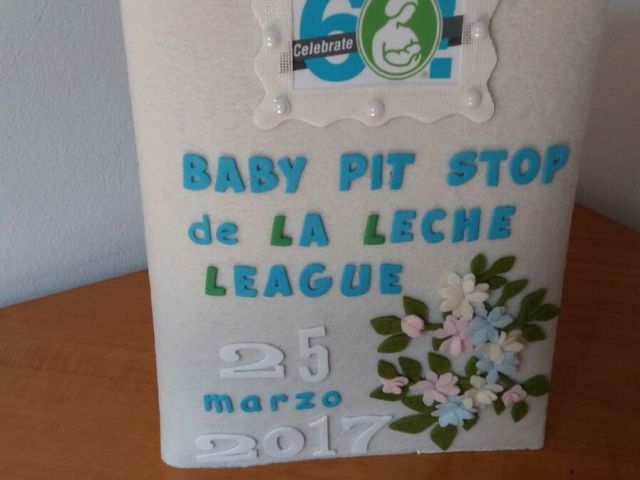 60!
Celebrate
BABY PIT STOP
de LA LECHE
LEAGUE
25
marzo
2017